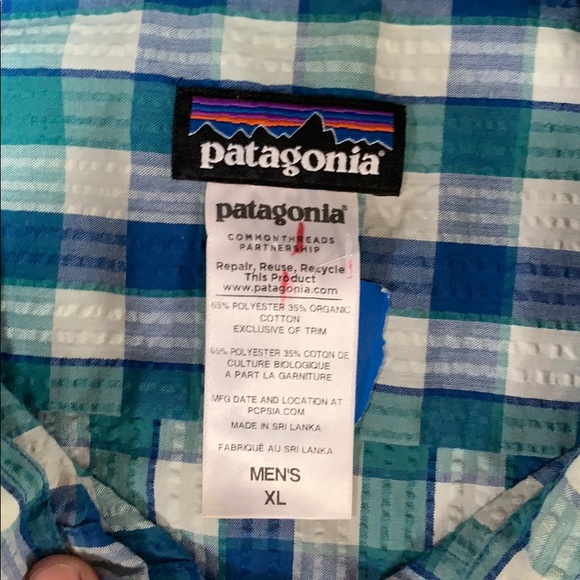 patagonia®
patagonia®
COMMONTHREADS
PARTNERSHIP
Repair, Reuse, Recycle
This Product
www.patagonia.com
65% POLYESTER 35% ORGANIC
COTTON
EXCLUSIVE OF TRIM
65% POLYESTER 35% COTON DE
CULTURE BIOLOGIQUE
A PART LA GARNITURE
MFG DATE AND LOCATION AT
PCPSIA.COM
MADE IN SRI LANKA
FABRIQUÉ AU SRI LANKA
MEN'S
XL